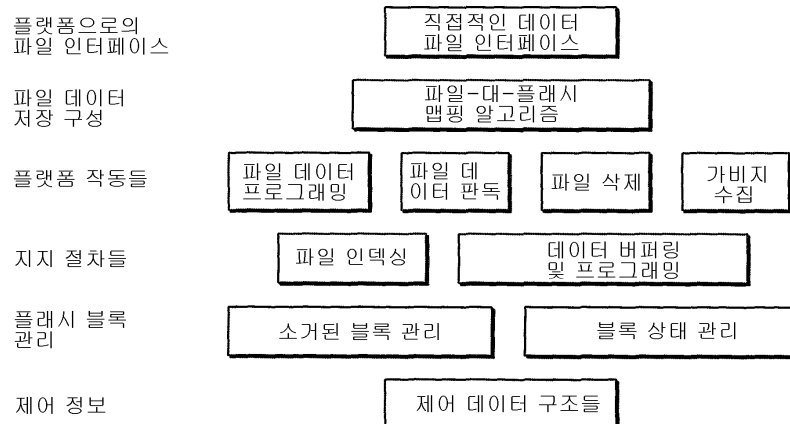 플랫폼으로의
파일 인터페이스
직접적인 데이터
파일 인터페이스
파일 데이터
저장 구성
파일-대-플래시
맵핑 알고리즘
플랫폼 작동들
파일 데이터
프로그래밍
파일 데
이터 판독
파일 삭제
가비지
수집
지지 절차들
파일 인덱싱
데이터 버퍼링
및 프로그래밍
플래시 블록
관리
소거된 블록 관리
블록 상태 관리
제어 정보
제어 데이터 구조들